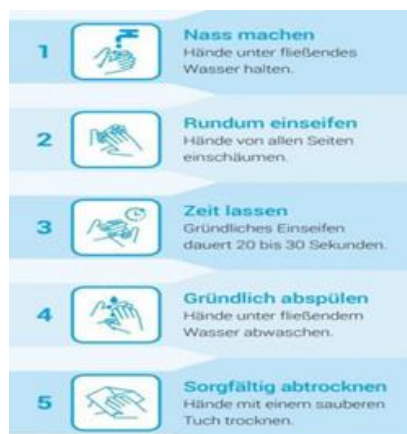 1
Nass machen
Hände unter fließendes
Wasser halten.
2
Rundum einseifen
Hände von allen Seiten
einschäumen.
3
Zeit lassen
Gründliches Einseifen
dauert 20 bis 30 Sekunden.
4
Gründlich abspülen
Hände unter fließendem
Wasser abwaschen.
5
Sorgfältig abtrocknen
Hände mit einem sauberen
Tuch trocknen.